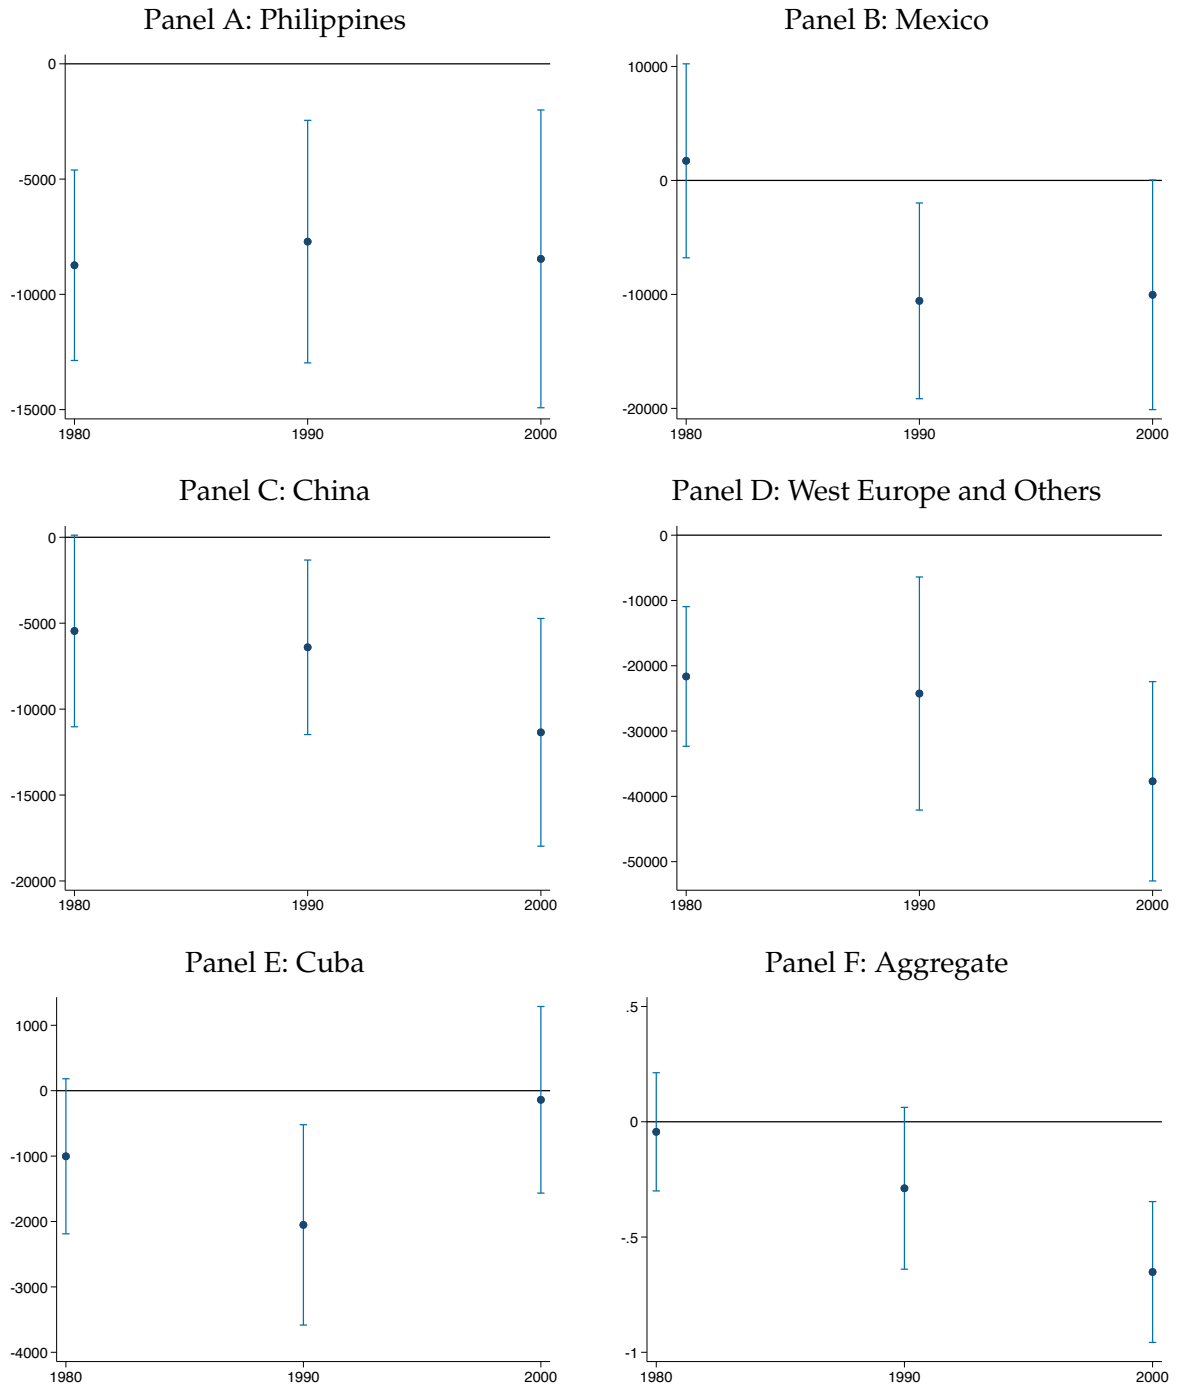 Panel A: Philippines
0
-5000
-10000
-15000
1980 1990 2000
Panel B: Mexico
10000
0
-10000
-20000
1980 1990 2000
Panel C: China
0
-5000
-10000
-15000
-20000
1980 1990 2000
Panel D: West Europe and Others
0
-10000
-20000
-30000
-40000
-50000
1980 1990 2000
Panel E: Cuba
1000
0
-1000
-2000
-3000
-4000
1980 1990 2000
Panel F: Aggregate
.5
0
-.5
-1
1980 1990 2000